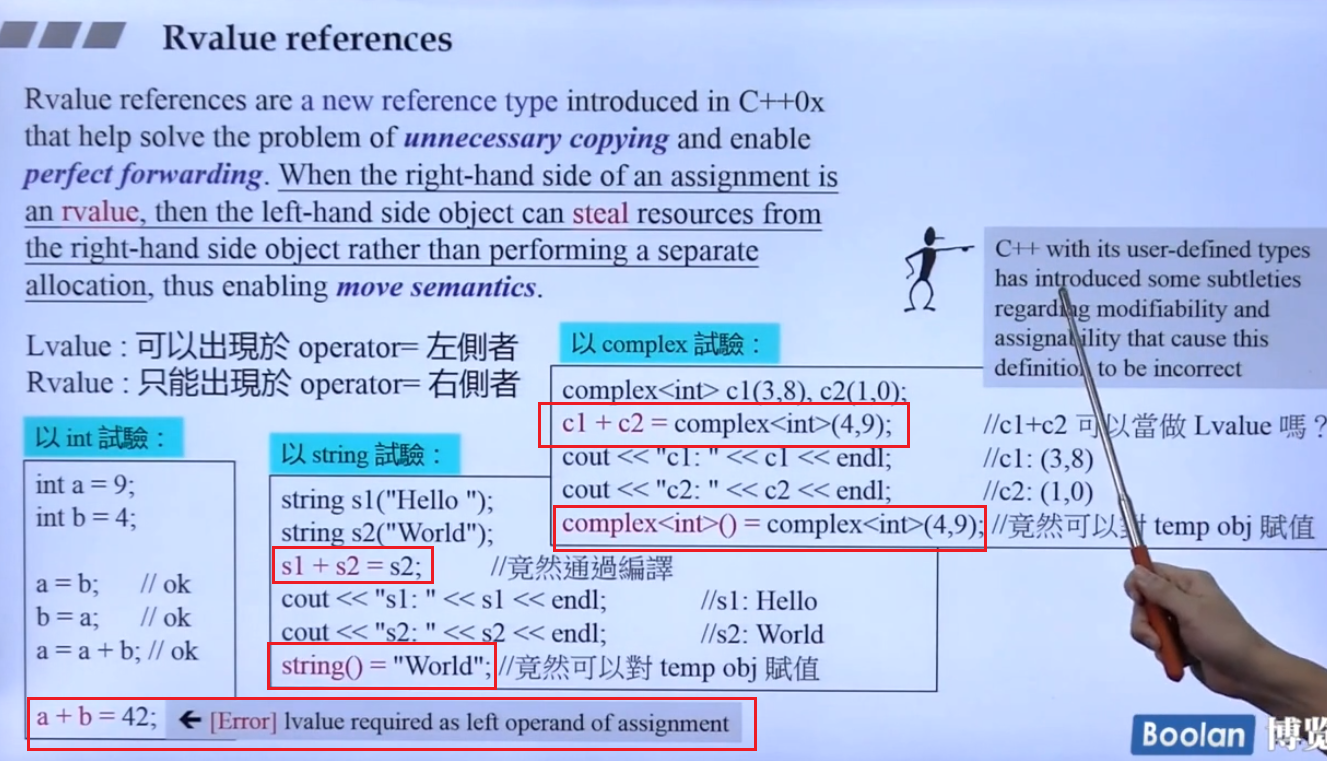 Rvalue references
Rvalue references are a new reference type introduced in C++0x
that help solve the problem of unnecessary copying and enable
perfect forwarding. When the right-hand side of an assignment is
an rvalue, then the left-hand side object can steal resources from
the right-hand side object rather than performing a separate
allocation, thus enabling move semantics.
C++ with its user-defined types
has introduced some subtleties
regarding modifiability and
assignability that cause this
definition to be incorrect
Lvalue : 可以出現於 operator= 左側者
Rvalue : 只能出現於 operator= 右側者
以 int 試驗：
int a = 9;
int b = 4;
a = b; // ok
b = a; // ok
a = a + b; // ok
a + b = 42; ← [Error] lvalue required as left operand of assignment
以 string 試驗：
string s1("Hello ");
string s2("World");
s1 + s2 = s2; //竟然通過編譯
cout << "s1: " << s1 << endl; //s1: Hello
cout << "s2: " << s2 << endl; //s2: World
string() = "World"; //竟然可以對 temp obj 賦值
以 complex 試驗：
complex<int> c1(3,8), c2(1,0);
c1 + c2 = complex<int>(4,9); //c1+c2 可以當做 Lvalue 嗎？
cout << "c1: " << c1 << endl; //c1: (3,8)
cout << "c2: " << c2 << endl; //c2: (1,0)
complex<int>() = complex<int>(4,9); //竟然可以對 temp obj 賦值
Boolan 博览